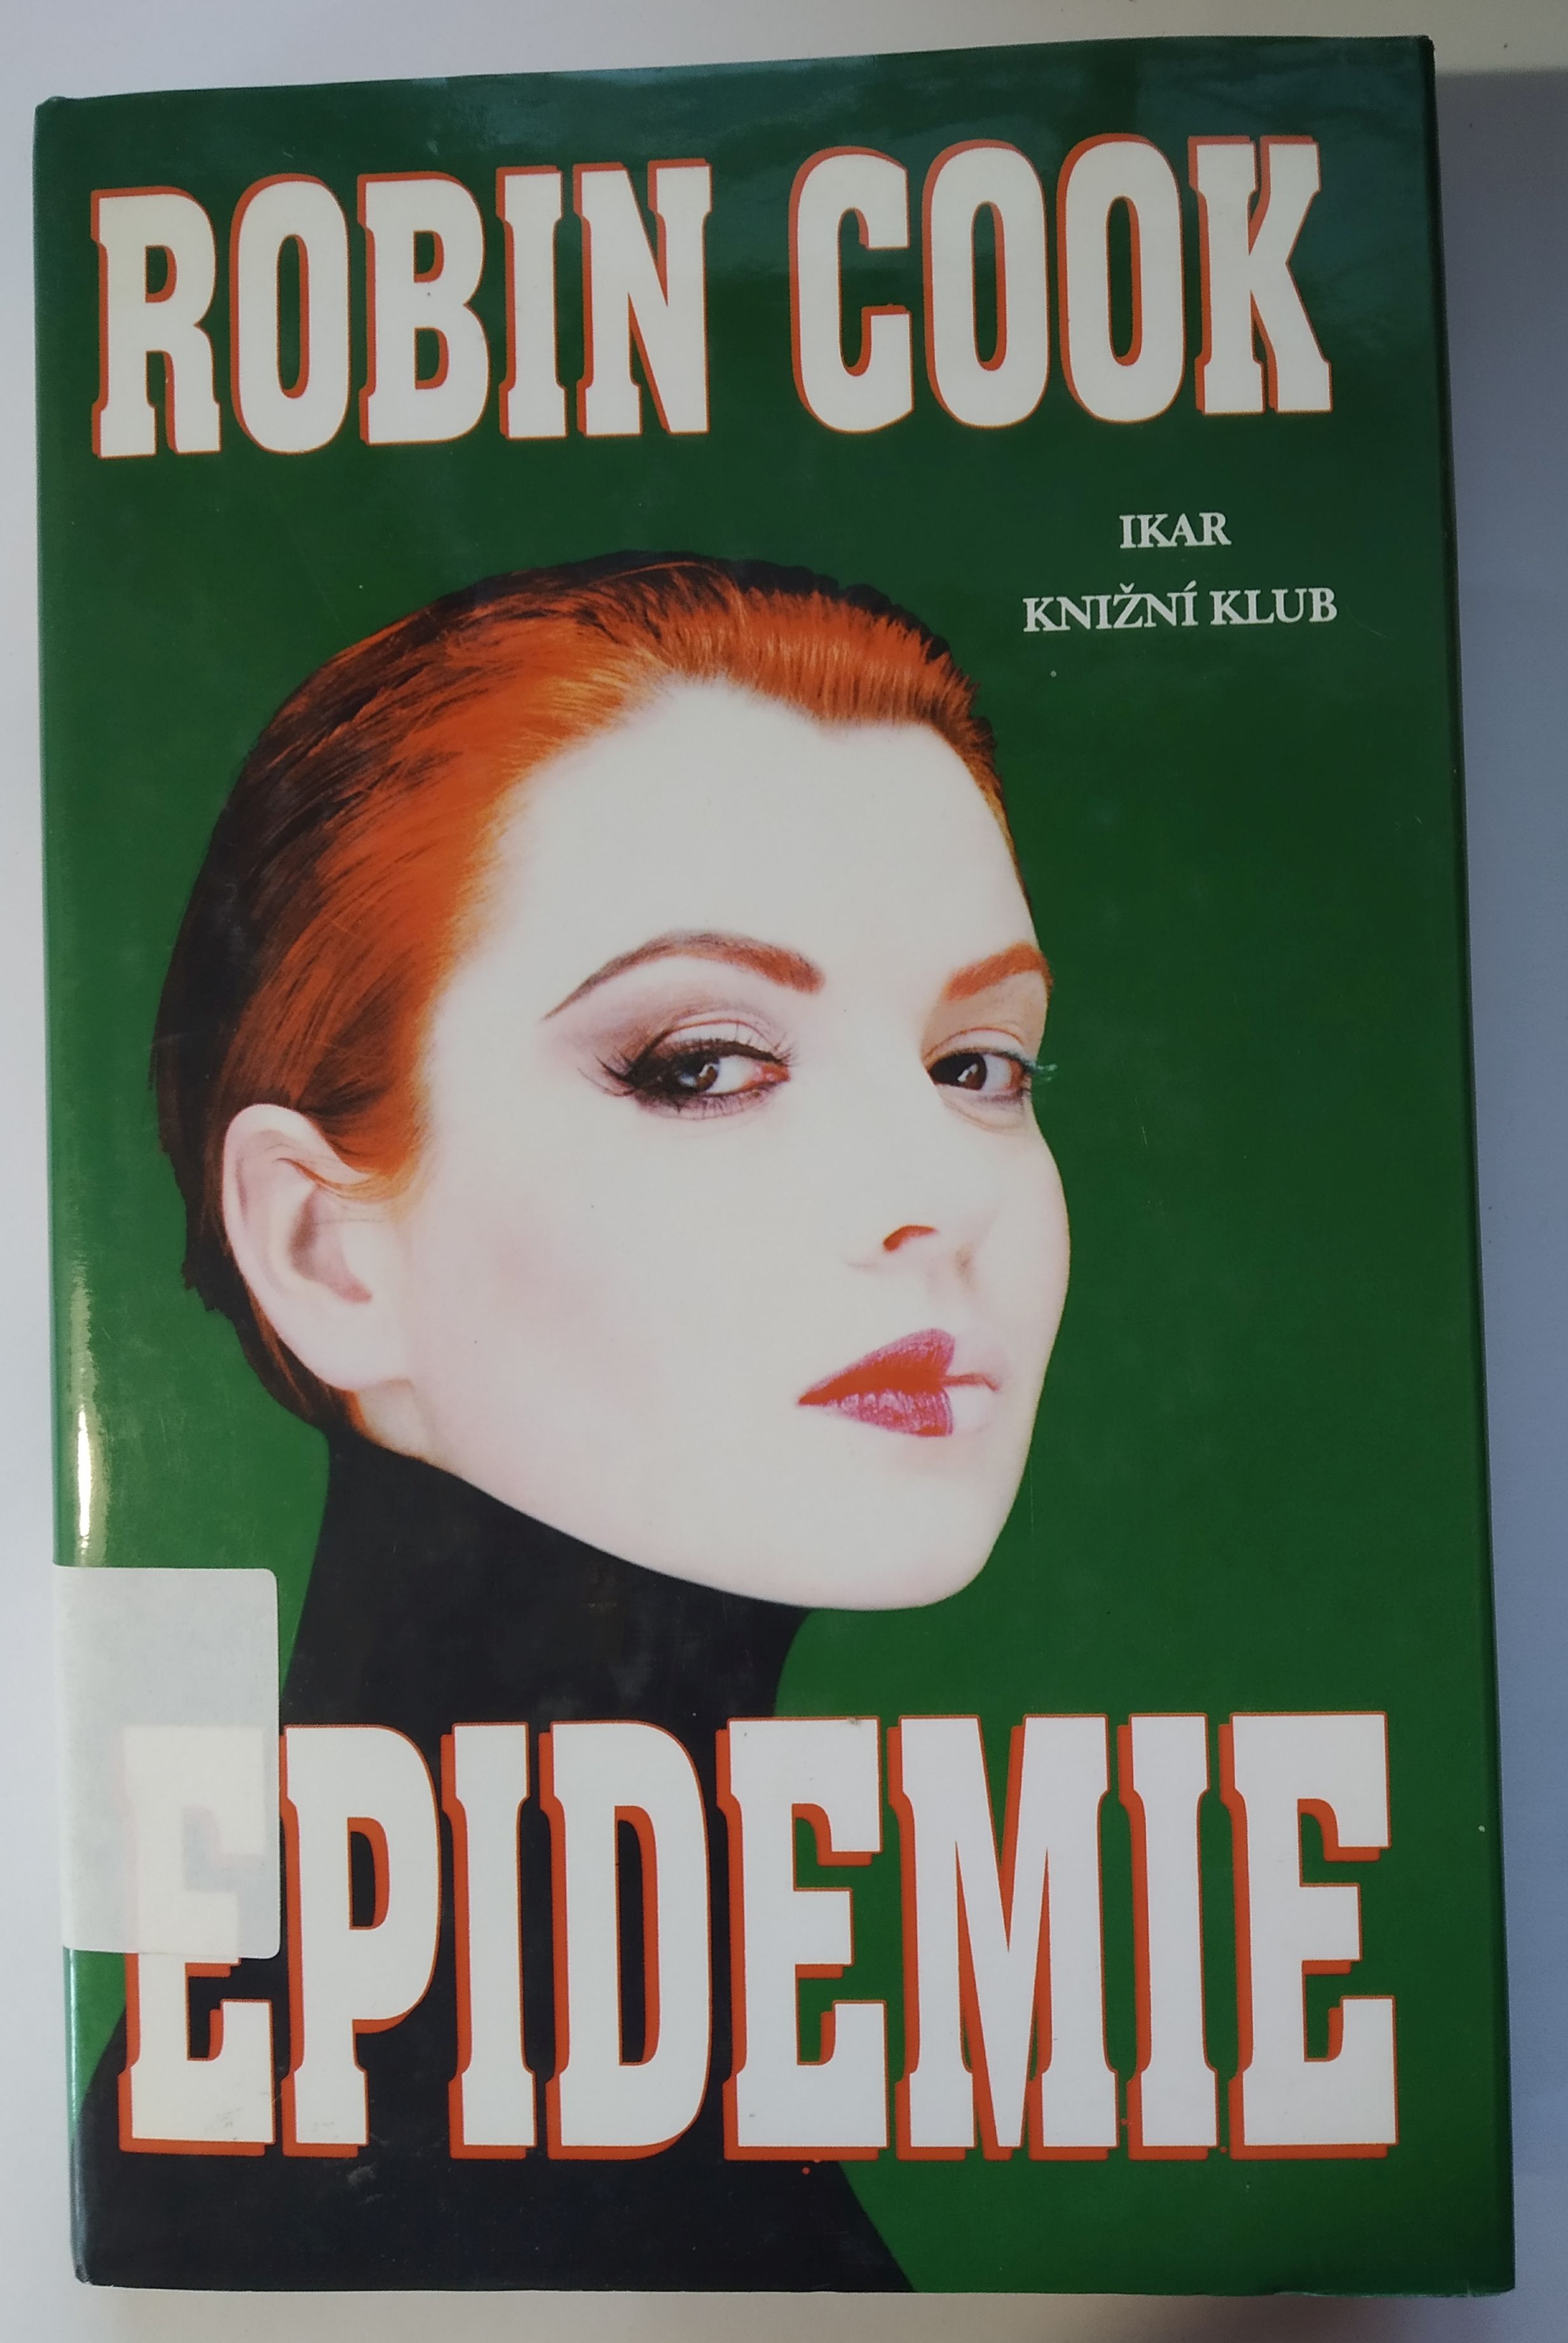 ROBIN COOK
IKAR
KNIŽNÍ KLUB
EPIDEMIE